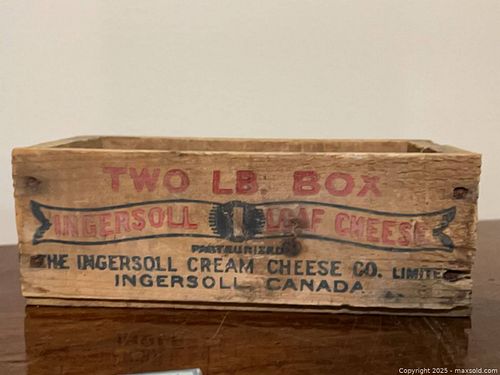 TWO LB. BOX
INGERSOLL LOAF CHEESE
PASTEURIZED
THE INGERSOLL CREAM CHEESE CO. LIMITED
INGERSOLL CANADA
Copyright 2025 - maxsold.com